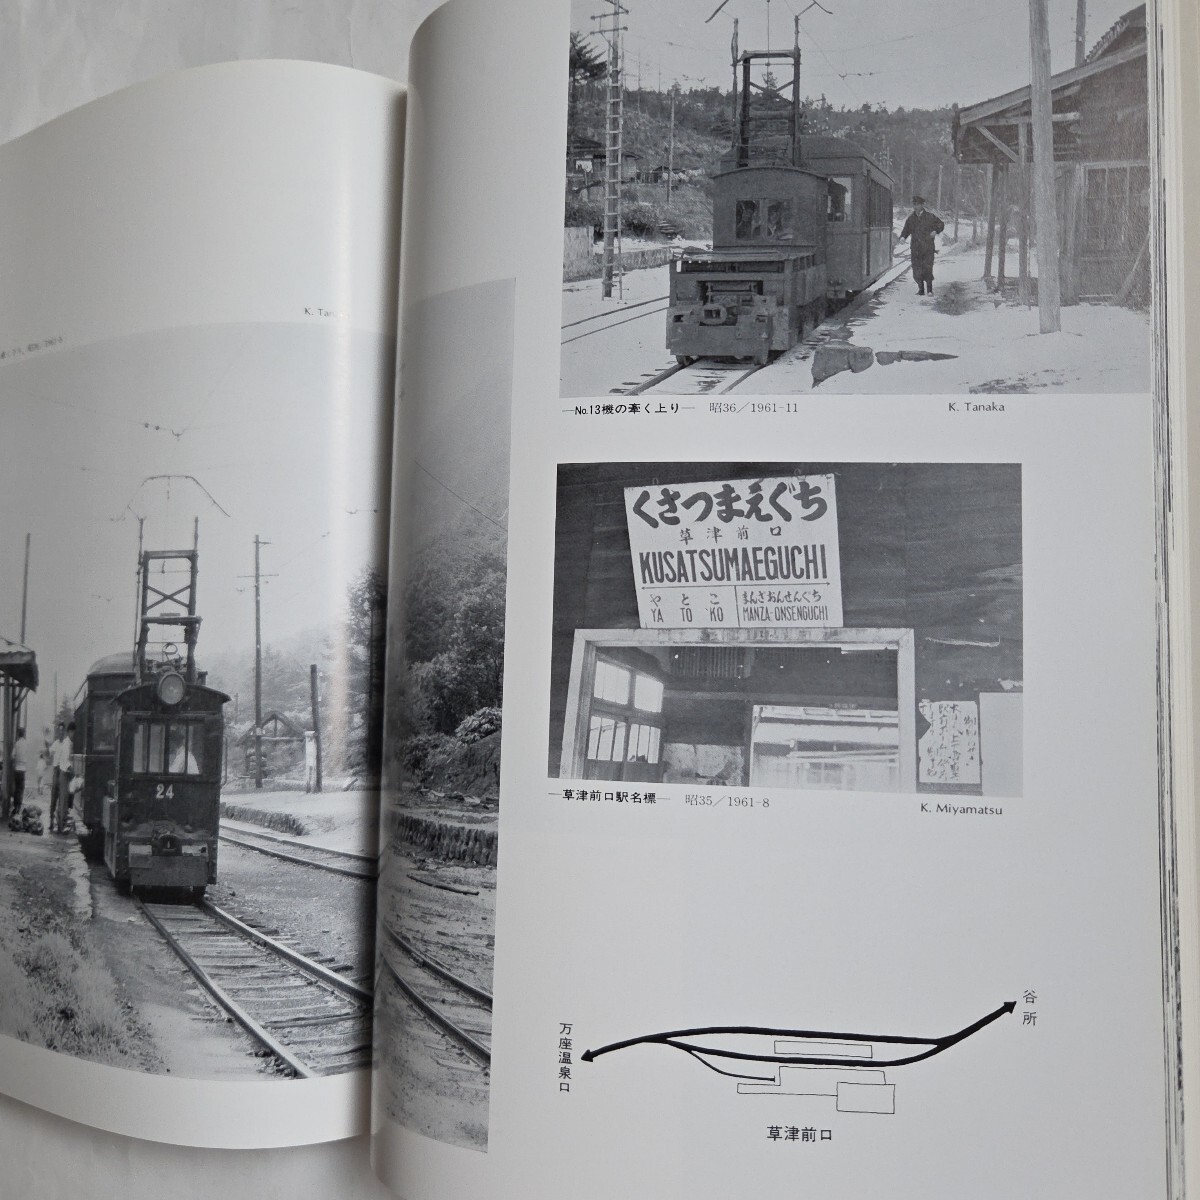 K. Tan
24
—No.13機の牽く上り— 昭36／1961-11
K. Tanaka
くさつまえぐち
草津前口
KUSATSUMAEGUCHI
やとこ
YA TO KO
まんざおんせんぐち
MANZA-ONSENGUCHI
—草津前口駅名標— 昭35／1961-8
K. Miyamatsu
谷所
万座温泉口
草津前口